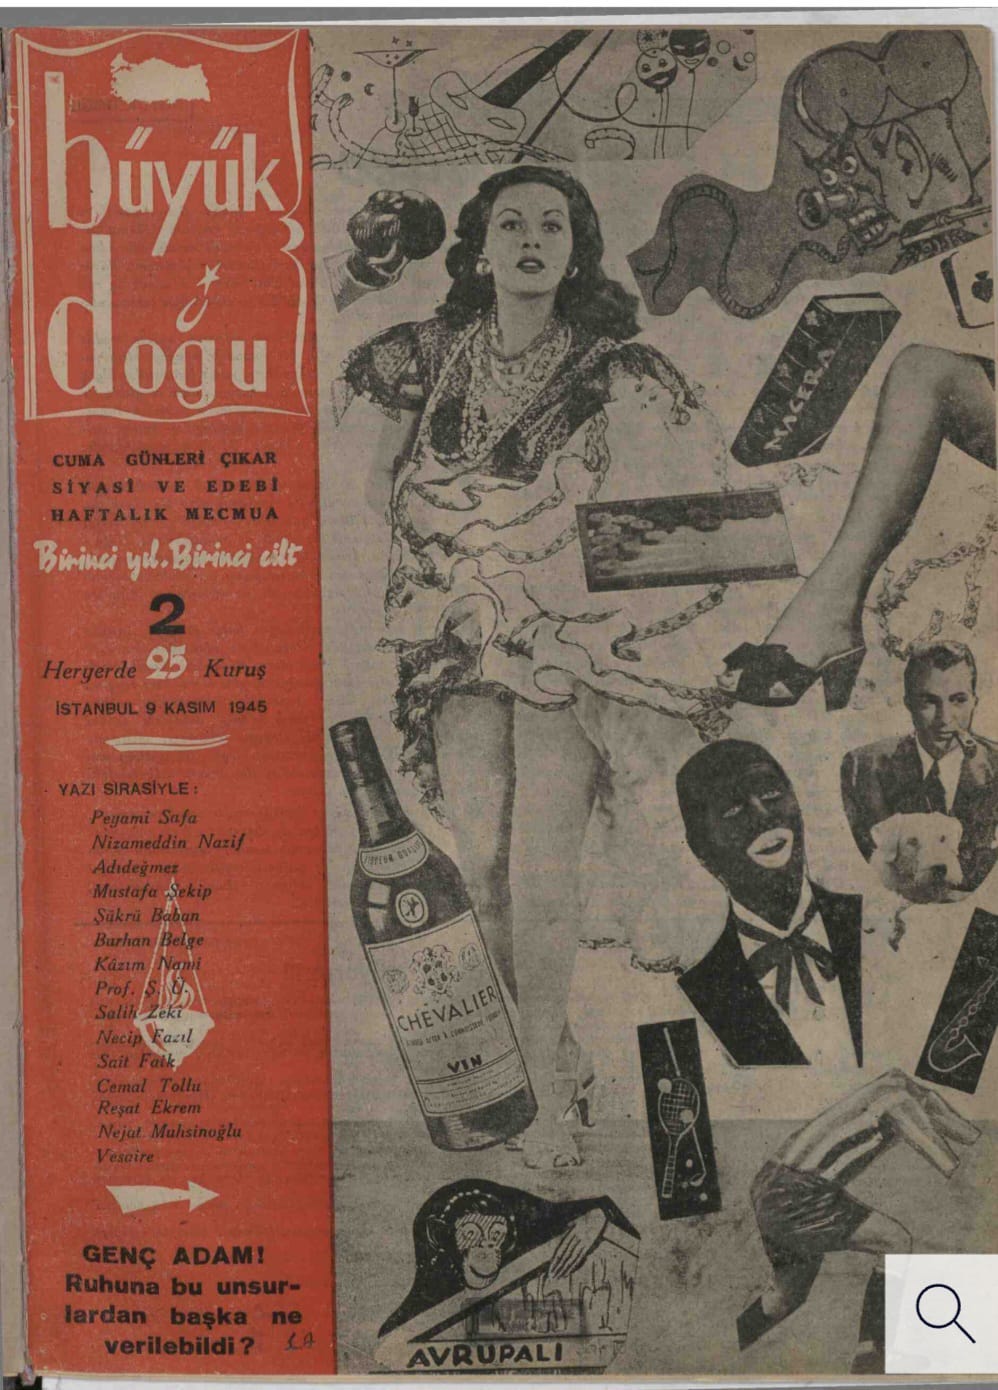 büyük
doğu
CUMA GÜNLERİ ÇIKAR
SİYASİ VE EDEBİ
HAFTALIK MECMUA
Birinci yıl. Birinci cilt
2
Heryerde 25 Kuruş
İSTANBUL 9 KASIM 1945
YAZI SIRASİYLE:
Peyami Safa
Nizameddin Nazif
Adıdeğmez
Mustafa Şekip
Şükrü Baban
Burhan Belge
Kâzım Nami
Prof. Ş. Ü.
Salih Zeki
Necip Fazıl
Sait Faik
Cemal Tollu
Reşat Ekrem
Nejat Muhsinoğlu
Vesaire
GENÇ ADAM!
Ruhuna bu unsur-
lardan başka ne
verilebildi?
MACERA
CHEVALIER
VIN
AVRUPALI